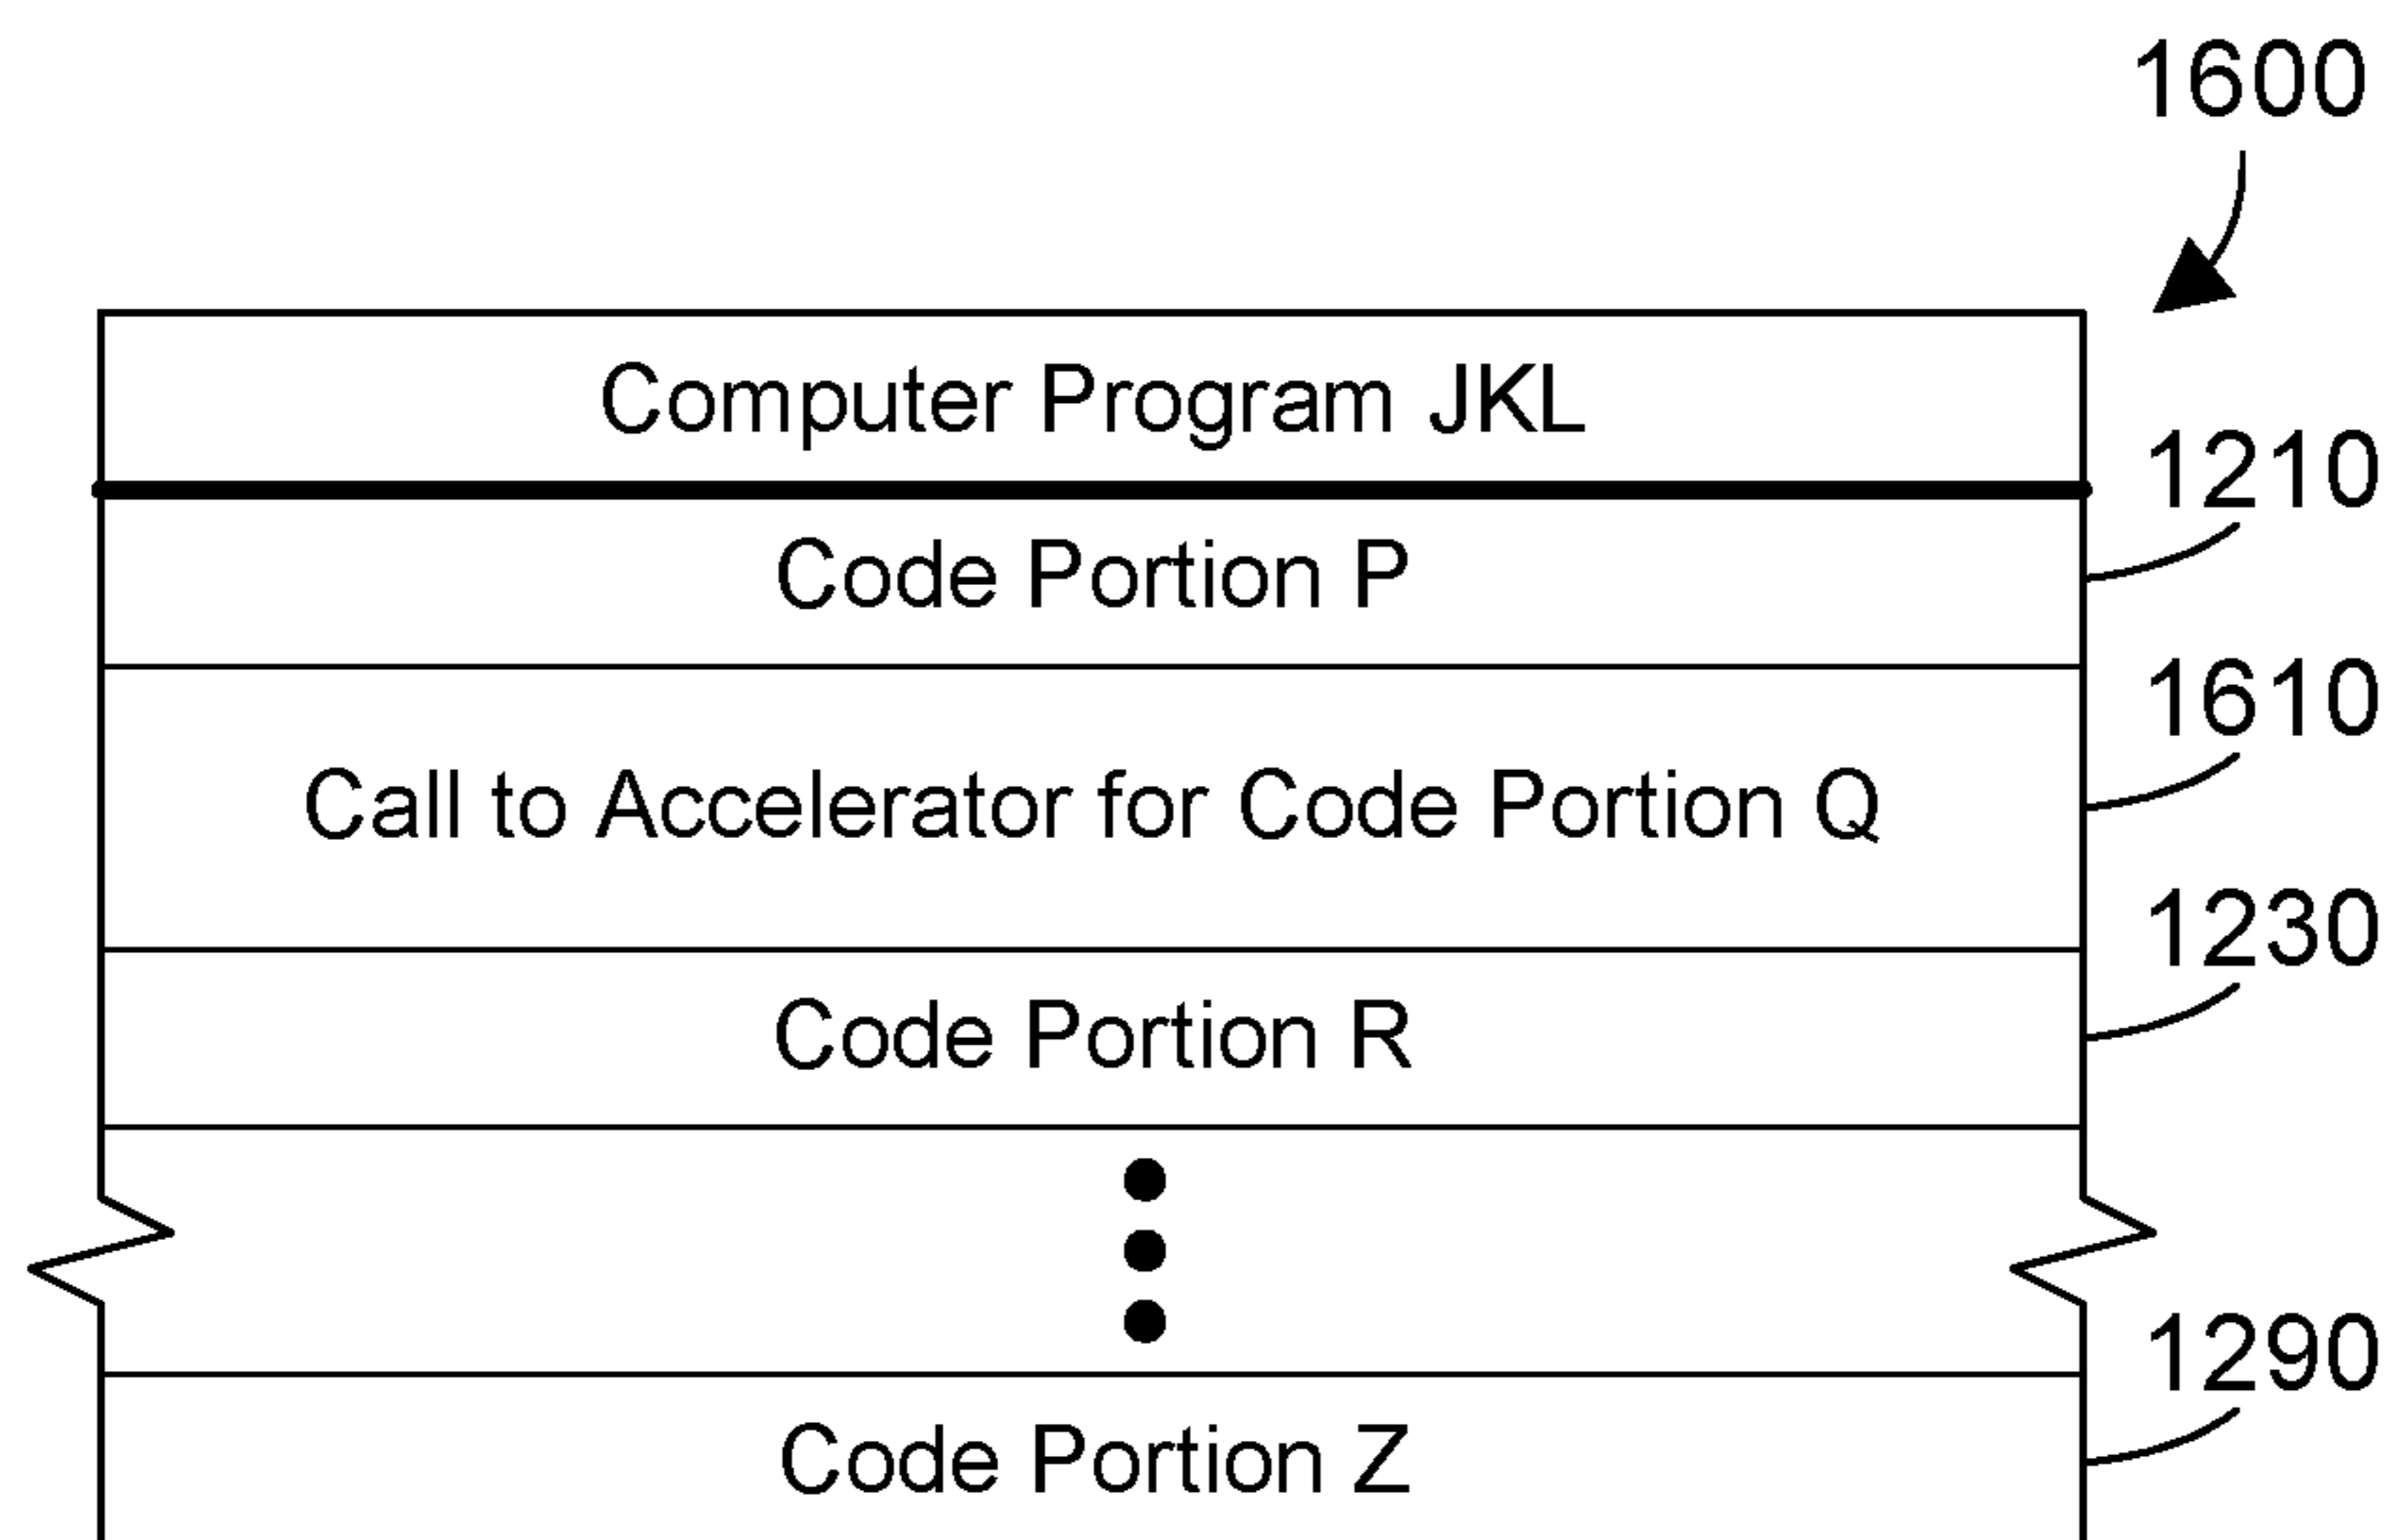 1600
Computer Program JKL
1210
Code Portion P
1610
Call to Accelerator for Code Portion Q
1230
Code Portion R
1290
Code Portion Z